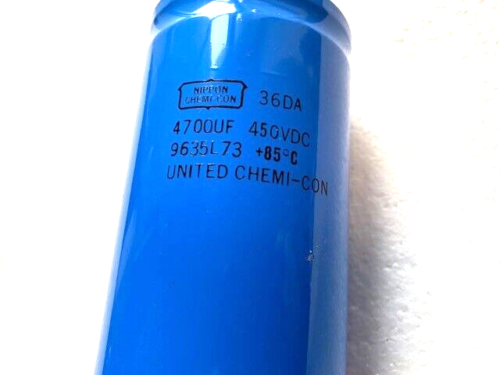 NIPPON
CHEMI-CON 36DA
4700UF 450VDC
9635L73 +85°C
UNITED CHEMI-CON